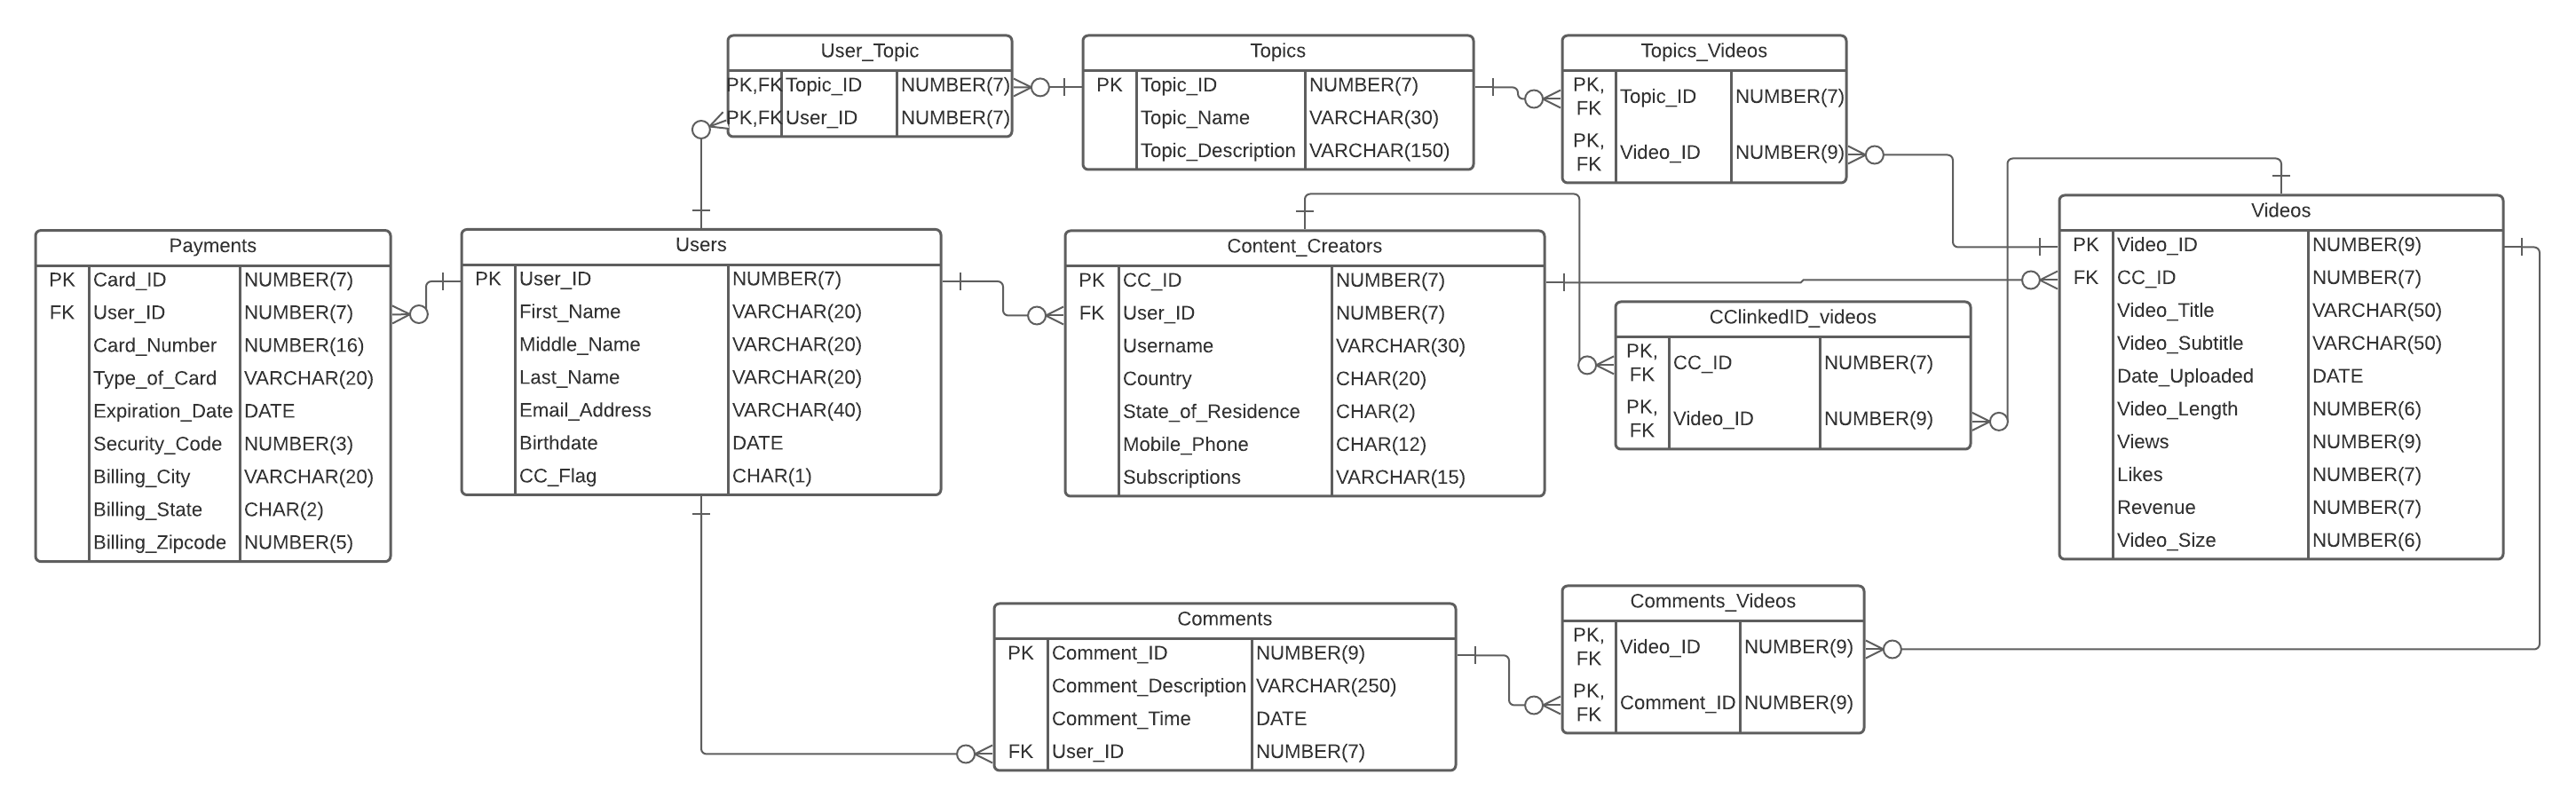 User_Topic
PK,FK Topic_ID NUMBER(7)
PK,FK User_ID NUMBER(7)
Topics
PK Topic_ID NUMBER(7)
Topic_Name VARCHAR(30)
Topic_Description VARCHAR(150)
Topics_Videos
PK, FK Topic_ID NUMBER(7)
PK, FK Video_ID NUMBER(9)
Payments
PK Card_ID NUMBER(7)
FK User_ID NUMBER(7)
Card_Number NUMBER(16)
Type_of_Card VARCHAR(20)
Expiration_Date DATE
Security_Code NUMBER(3)
Billing_City VARCHAR(20)
Billing_State CHAR(2)
Billing_Zipcode NUMBER(5)
Users
PK User_ID NUMBER(7)
First_Name VARCHAR(20)
Middle_Name VARCHAR(20)
Last_Name VARCHAR(20)
Email_Address VARCHAR(40)
Birthdate DATE
CC_Flag CHAR(1)
Content_Creators
PK CC_ID NUMBER(7)
FK User_ID NUMBER(7)
Username VARCHAR(30)
Country CHAR(20)
State_of_Residence CHAR(2)
Mobile_Phone CHAR(12)
Subscriptions VARCHAR(15)
CClinkedID_videos
PK, FK CC_ID NUMBER(7)
PK, FK Video_ID NUMBER(9)
Videos
PK Video_ID NUMBER(9)
FK CC_ID NUMBER(7)
Video_Title VARCHAR(50)
Video_Subtitle VARCHAR(50)
Date_Uploaded DATE
Video_Length NUMBER(6)
Views NUMBER(9)
Likes NUMBER(7)
Revenue NUMBER(7)
Video_Size NUMBER(6)
Comments
PK Comment_ID NUMBER(9)
Comment_Description VARCHAR(250)
Comment_Time DATE
FK User_ID NUMBER(7)
Comments_Videos
PK, FK Video_ID NUMBER(9)
PK, FK Comment_ID NUMBER(9)